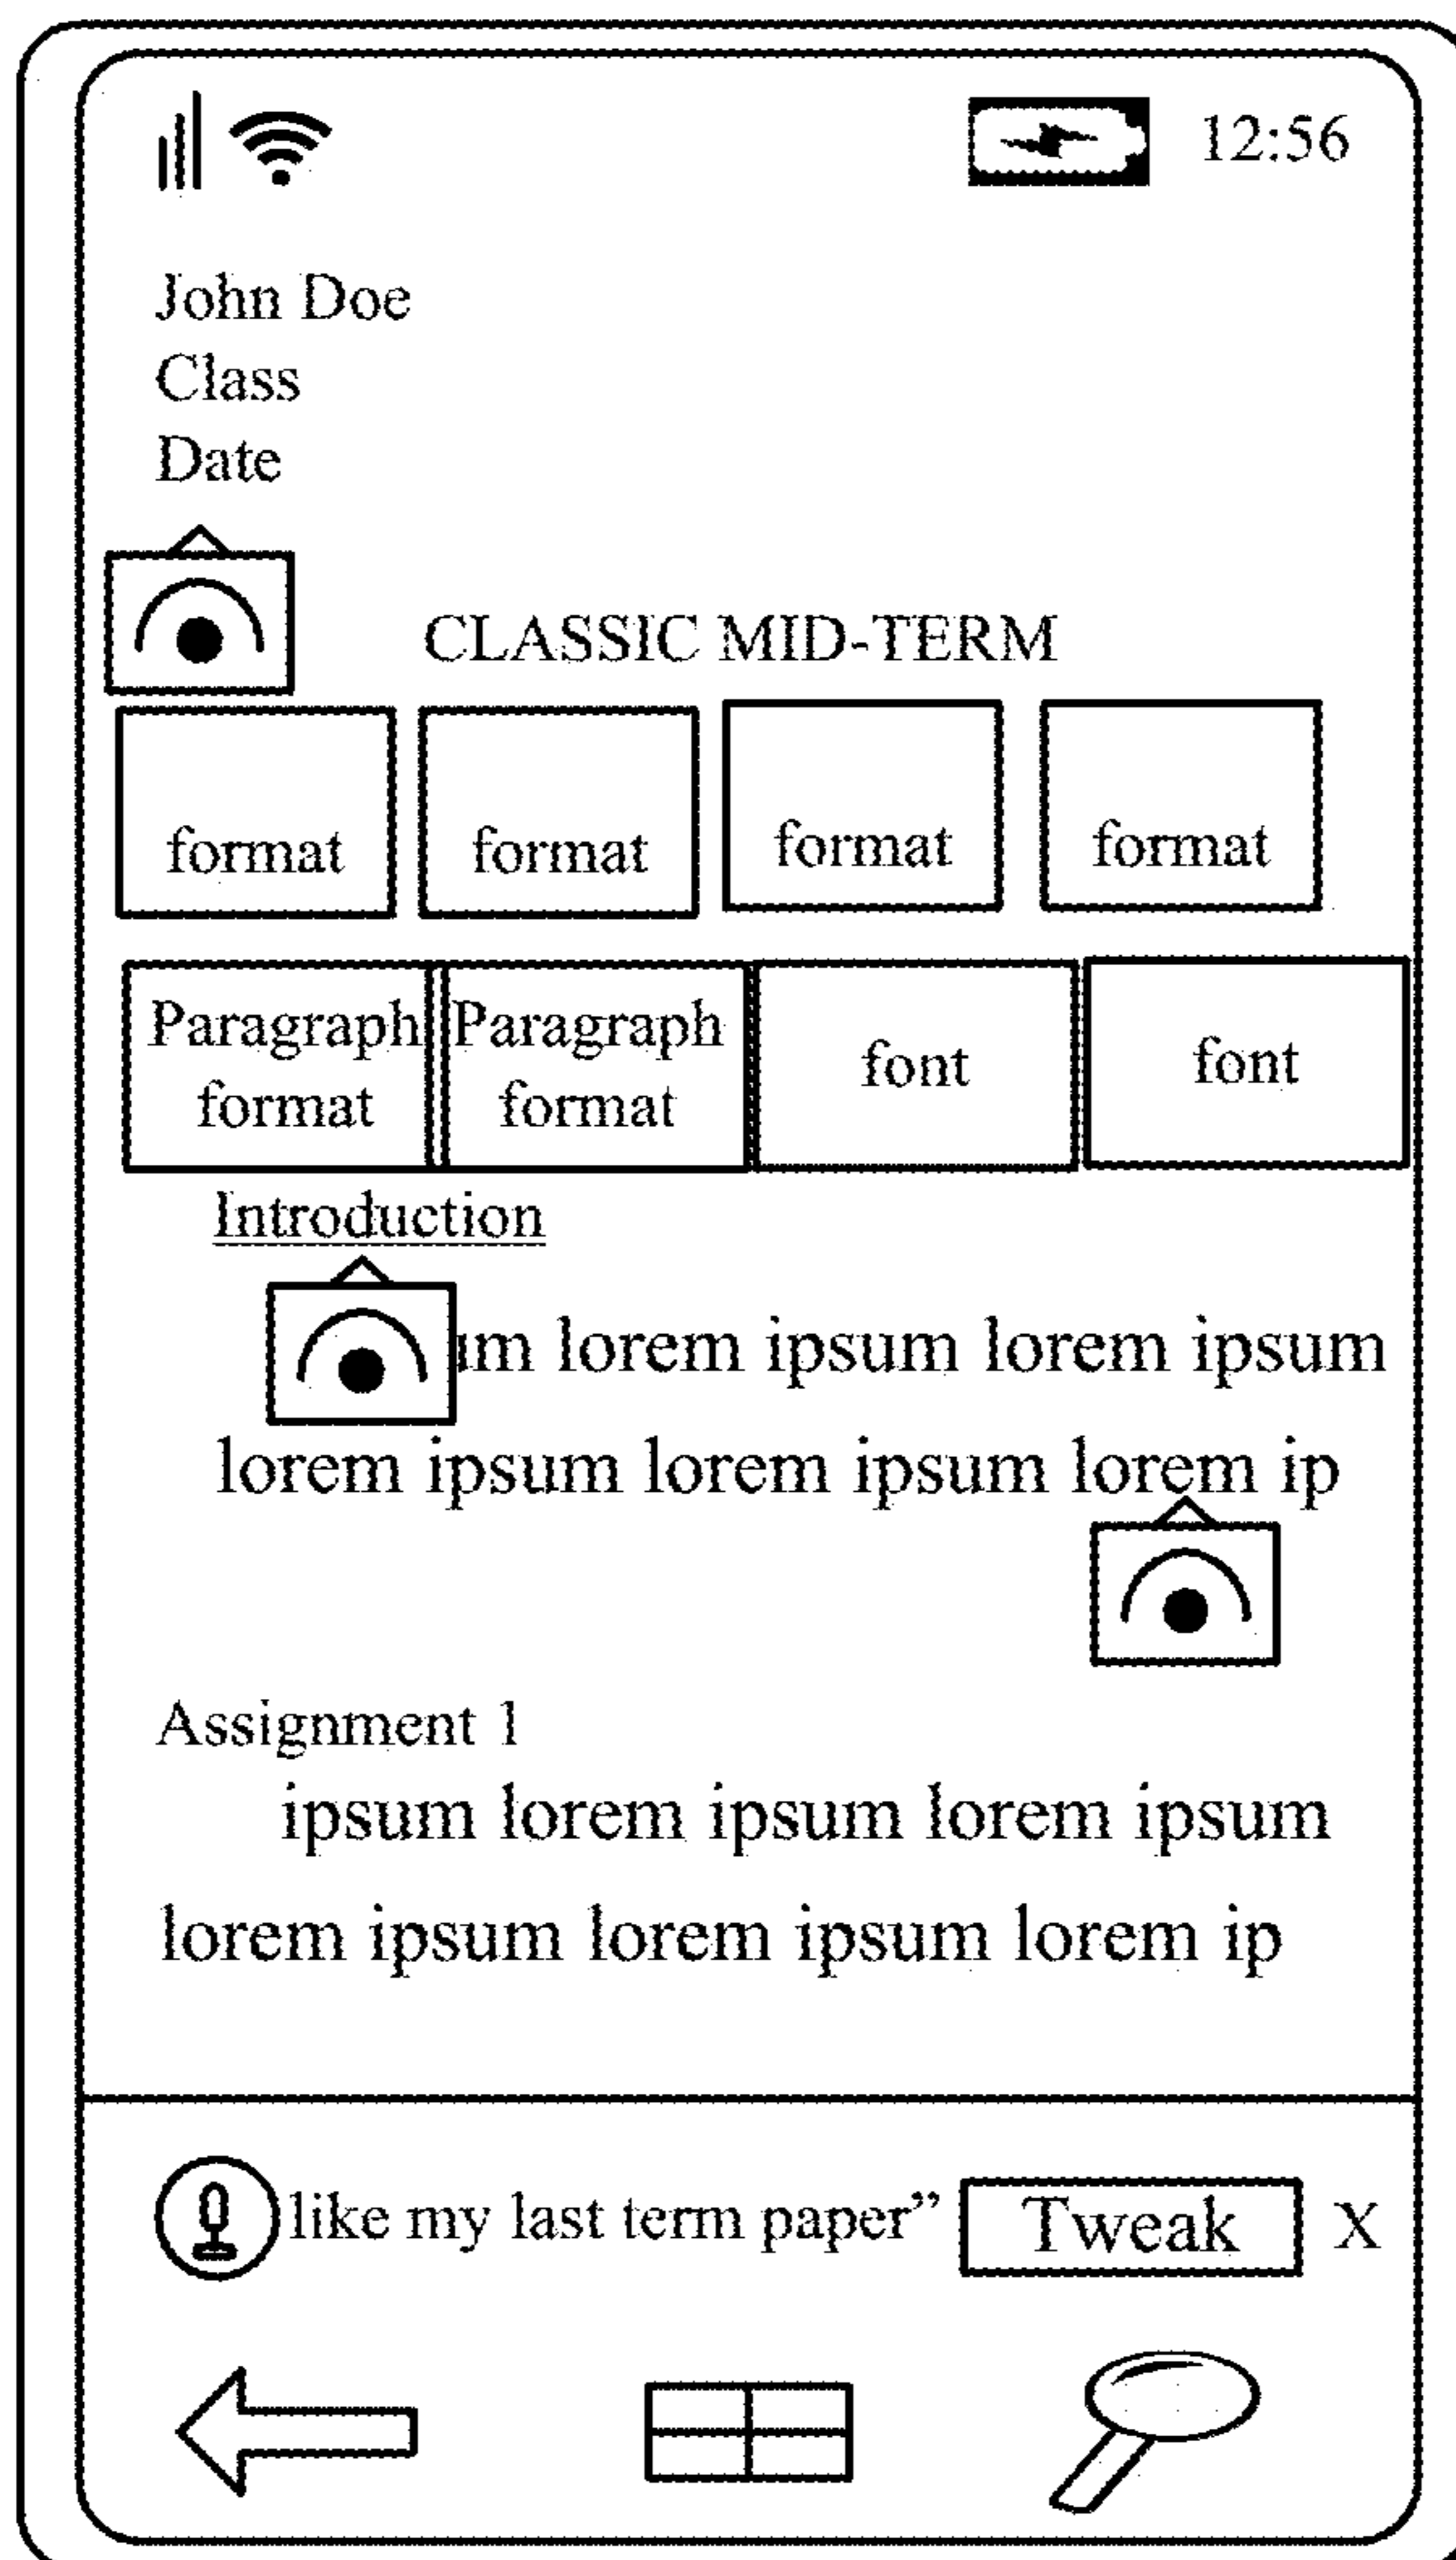 12:56
John Doe
Class
Date
CLASSIC MID-TERM
format format format format
Paragraph Paragraph font font
format format
Introduction
um lorem ipsum lorem ipsum
lorem ipsum lorem ipsum lorem ip
Assignment 1
ipsum lorem ipsum lorem ipsum
lorem ipsum lorem ipsum lorem ip
like my last term paper” Tweak X